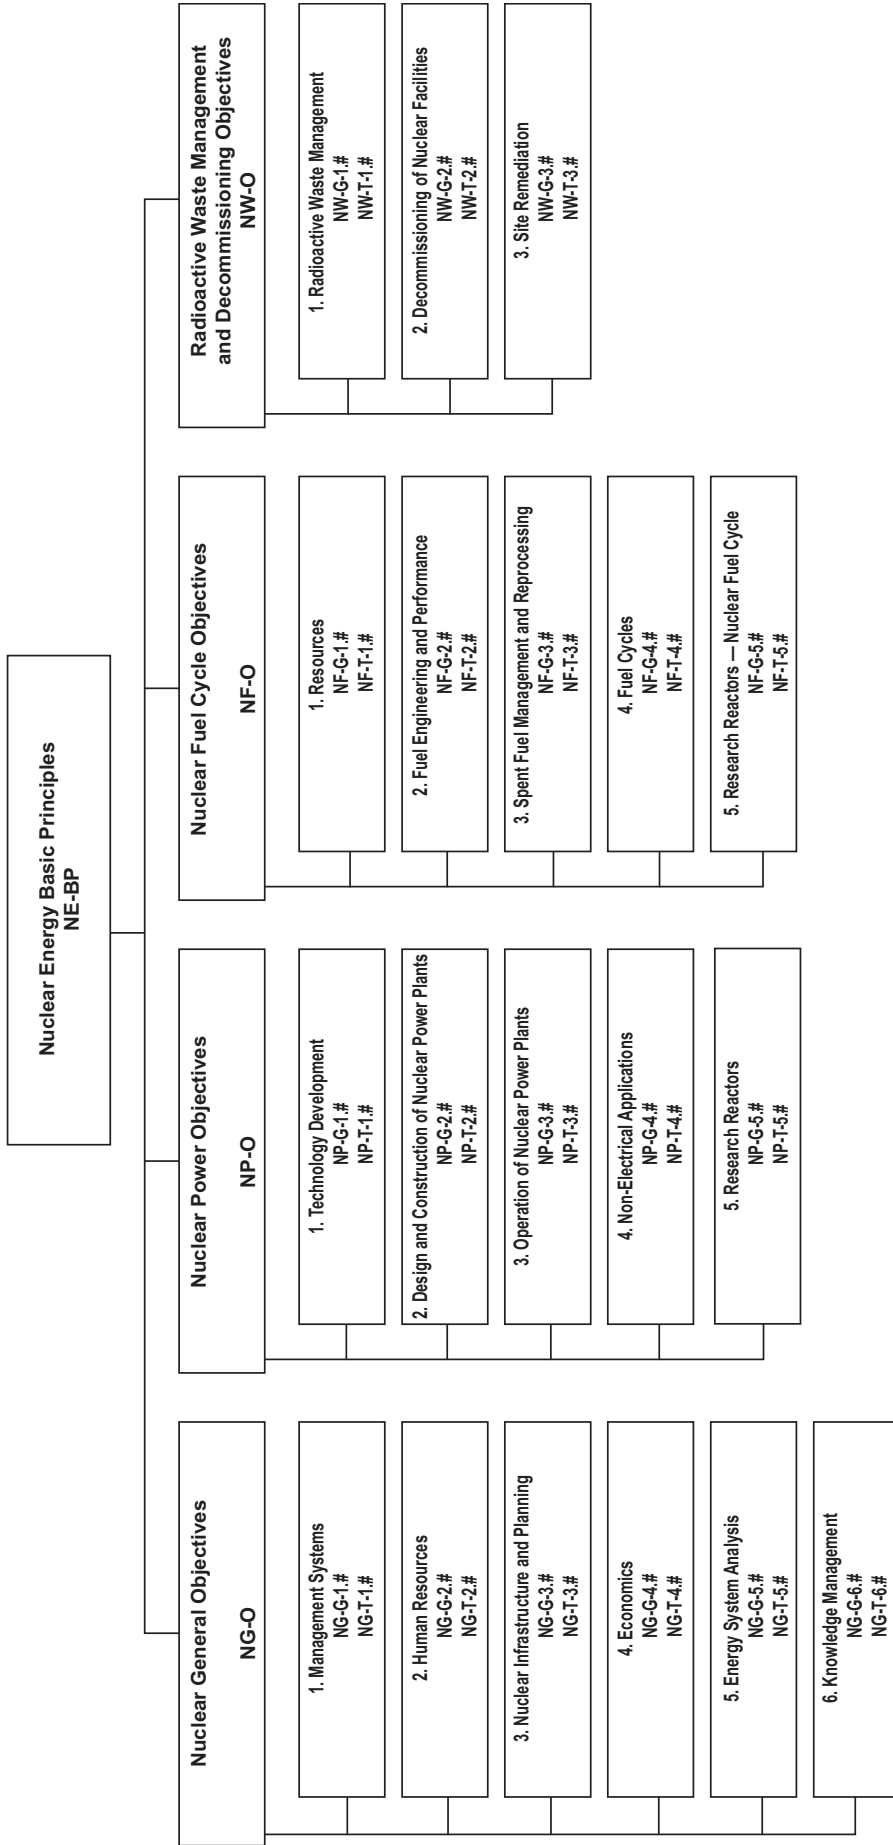 Nuclear Energy Basic Principles
NE-BP
Nuclear General Objectives
NG-O
1. Management Systems
NG-G-1.#
NG-T-1.#
2. Human Resources
NG-G-2.#
NG-T-2.#
3. Nuclear Infrastructure and Planning
NG-G-3.#
NG-T-3.#
4. Economics
NG-G-4.#
NG-T-4.#
5. Energy System Analysis
NG-G-5.#
NG-T-5.#
6. Knowledge Management
NG-G-6.#
NG-T-6.#
Nuclear Power Objectives
NP-O
1. Technology Development
NP-G-1.#
NP-T-1.#
2. Design and Construction of Nuclear Power Plants
NP-G-2.#
NP-T-2.#
3. Operation of Nuclear Power Plants
NP-G-3.#
NP-T-3.#
4. Non-Electrical Applications
NP-G-4.#
NP-T-4.#
5. Research Reactors
NP-G-5.#
NP-T-5.#
Nuclear Fuel Cycle Objectives
NF-O
1. Resources
NF-G-1.#
NF-T-1.#
2. Fuel Engineering and Performance
NF-G-2.#
NF-T-2.#
3. Spent Fuel Management and Reprocessing
NF-G-3.#
NF-T-3.#
4. Fuel Cycles
NF-G-4.#
NF-T-4.#
5. Research Reactors — Nuclear Fuel Cycle
NF-G-5.#
NF-T-5.#
Radioactive Waste Management
and Decommissioning Objectives
NW-O
1. Radioactive Waste Management
NW-G-1.#
NW-T-1.#
2. Decommissioning of Nuclear Facilities
NW-G-2.#
NW-T-2.#
3. Site Remediation
NW-G-3.#
NW-T-3.#